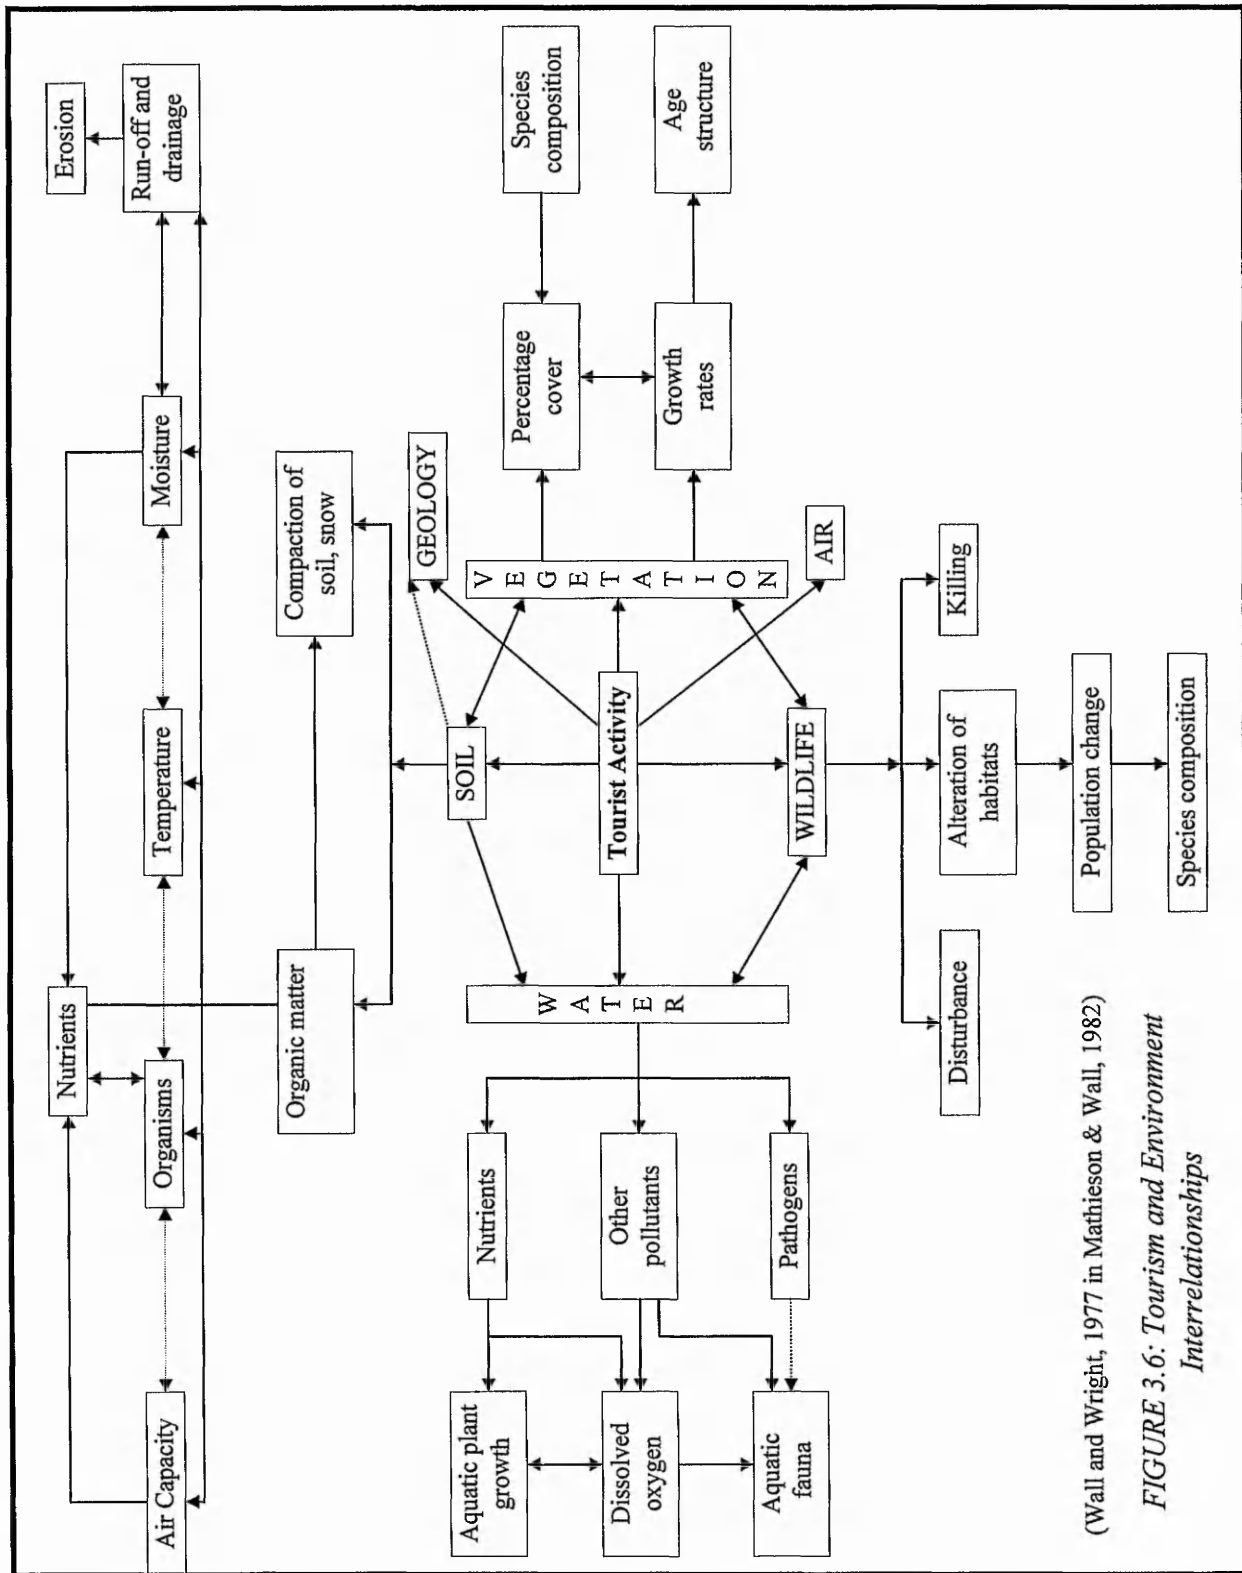 Air Capacity
Nutrients
Organisms
Temperature
Moisture
Run-off and
drainage
Erosion
Organic matter
Compaction of
soil, snow
Aquatic plant
growth
Dissolved
oxygen
Aquatic
fauna
Nutrients
Other
pollutants
Pathogens
WATER
SOIL
Tourist Activity
WILDLIFE
GEOLOGY
VEGETATION
AIR
Percentage
cover
Growth
rates
Species
composition
Age
structure
Disturbance
Alteration of
habitats
Killing
Population change
Species composition
(Wall and Wright, 1977 in Mathieson & Wall, 1982)
FIGURE 3.6: Tourism and Environment
Interrelationships